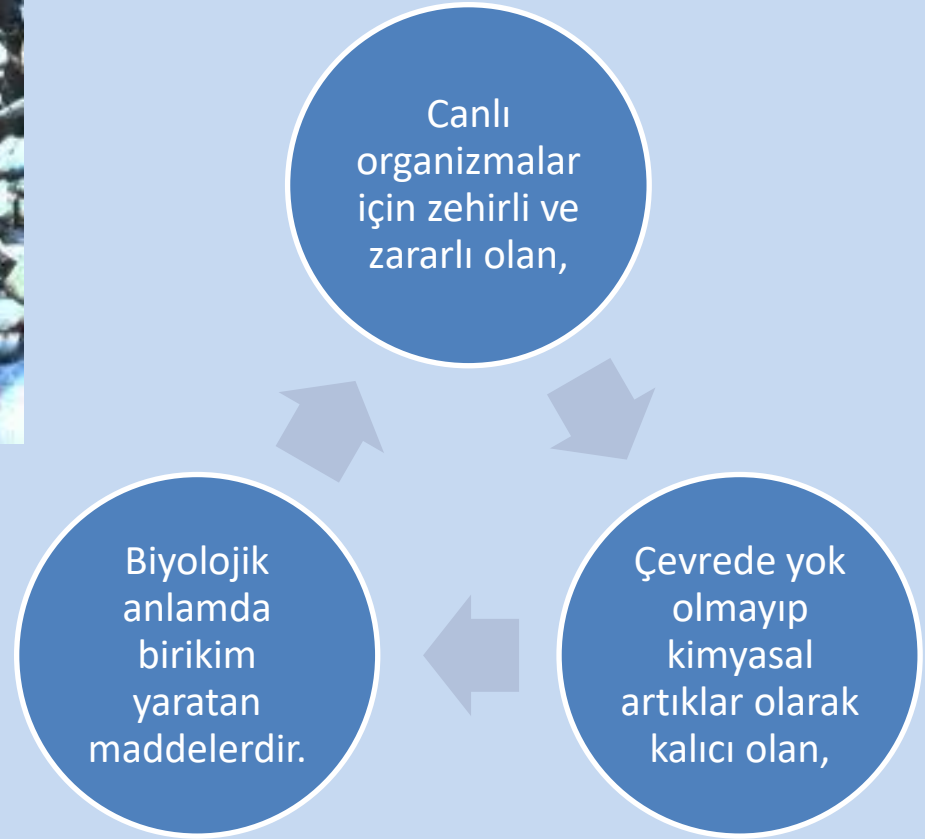 Canlı
organizmalar
için zehirli ve
zararlı olan,
Çevrede yok
olmayıp
kimyasal
artıklar olarak
kalıcı olan,
Biyolojik
anlamda
birikim
yaratan
maddelerdir.